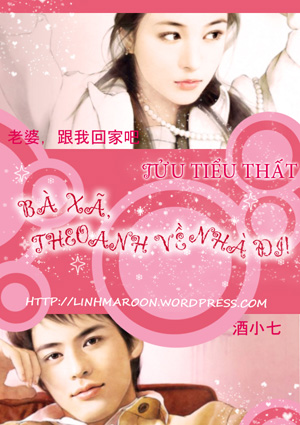 老婆，跟我回家吧
TỬU TIỂU THẤT
BÀ XÃ,
THEO ANH VỀ NHÀ ĐI!
HTTP://LINHMAROON.WORDPRESS.COM/
酒小七